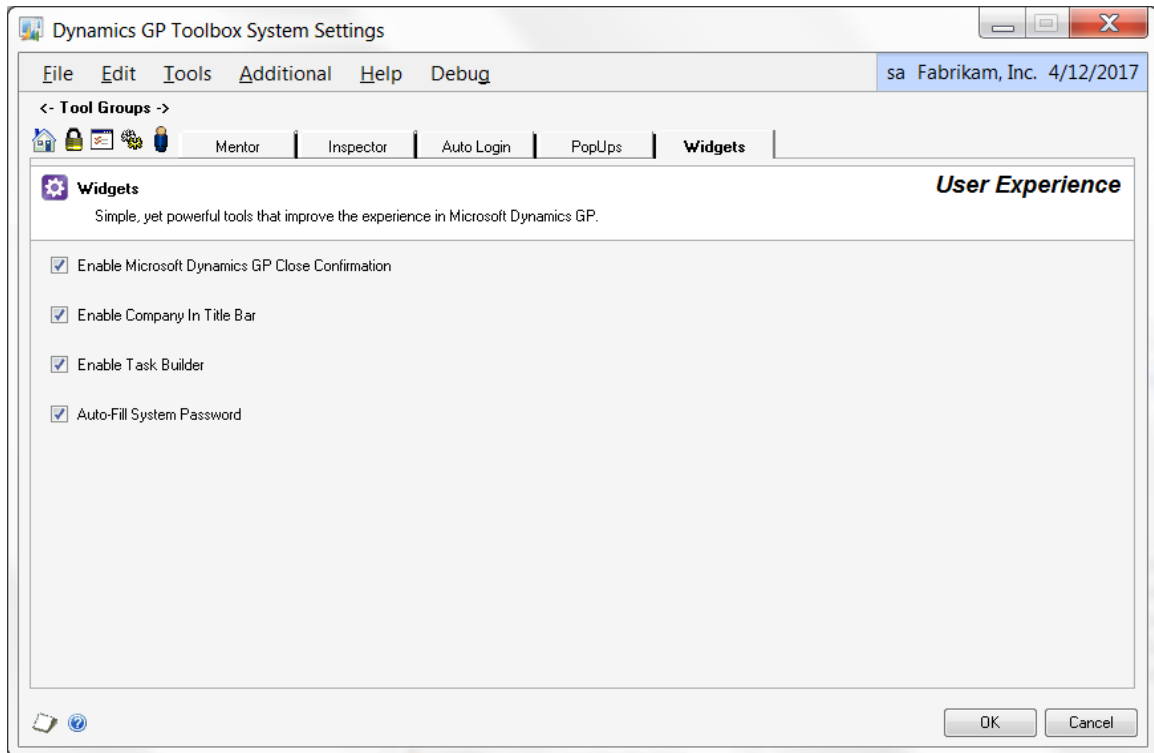 Dynamics GP Toolbox System Settings
File Edit Tools Additional Help Debug sa Fabrikam, Inc. 4/12/2017
<- Tool Groups ->
Mentor Inspector Auto Login PopUps Widgets
Widgets User Experience
Simple, yet powerful tools that improve the experience in Microsoft Dynamics GP.
Enable Microsoft Dynamics GP Close Confirmation
Enable Company In Title Bar
Enable Task Builder
Auto-Fill System Password
OK Cancel